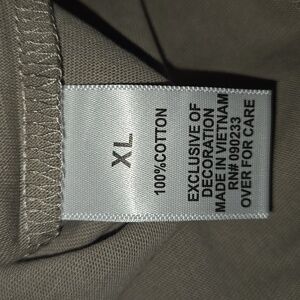 XL
100%COTTON
EXCLUSIVE OF
DECORATION
MADE IN VIETNAM
RN# 090233
OVER FOR CARE